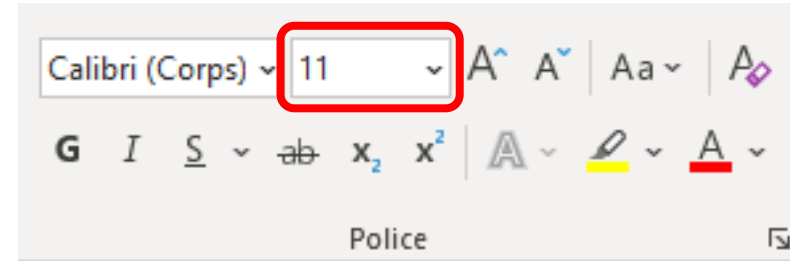 Calibri (Corps) 11 A A Aa A
G I S ab x₂ x² A A
Police